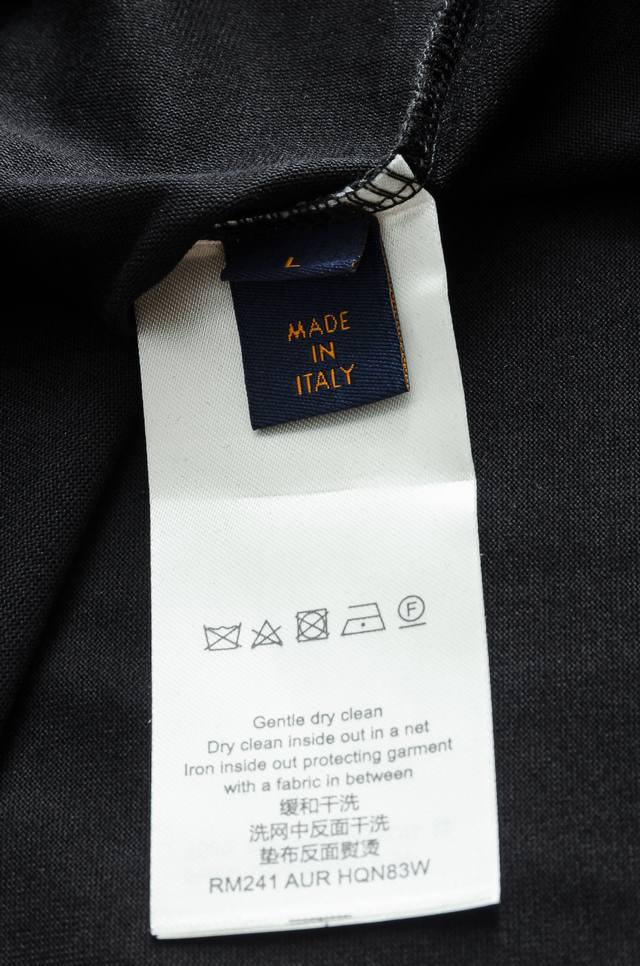 MADE
IN
ITALY
F
Gentle dry clean
Dry clean inside out in a net
Iron inside out protecting garment
with a fabric in between
缓和干洗
洗网中反面干洗
垫布反面熨烫
RM241 AUR HQN83W